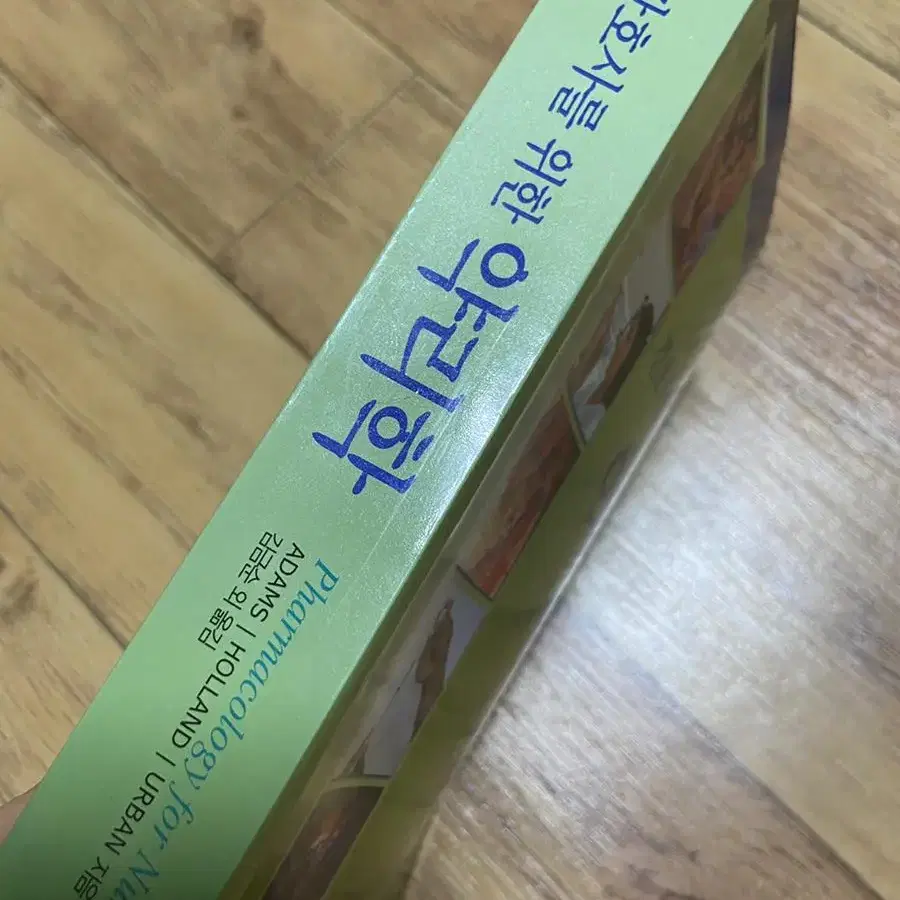 간호사를 위한 약리학
Pharmacology for
ADAMS | HOLLAND | URBAN 지음
김금순 외 옮김